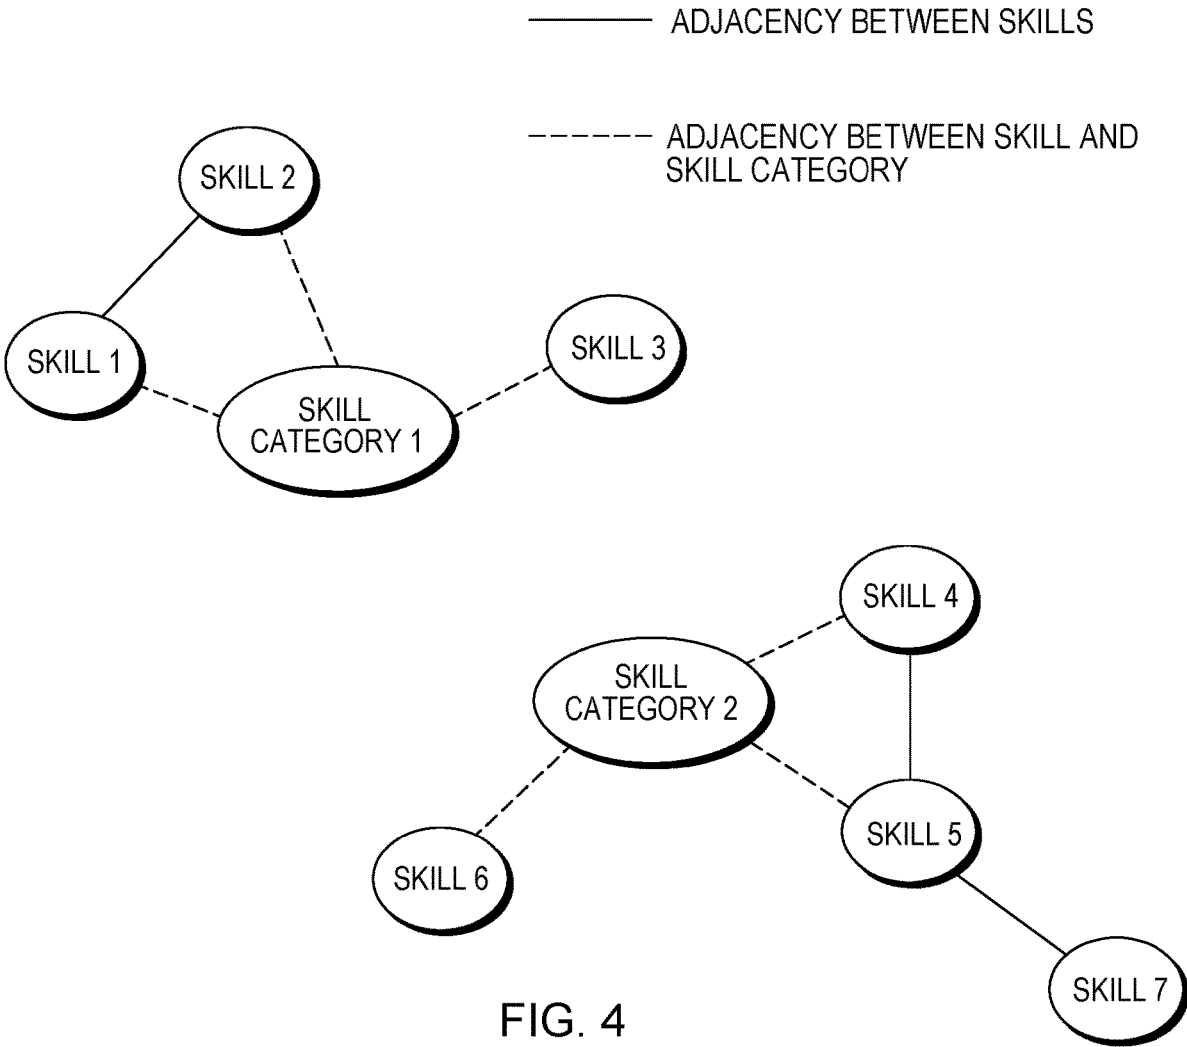 ADJACENCY BETWEEN SKILLS
ADJACENCY BETWEEN SKILL AND
SKILL CATEGORY
SKILL 2
SKILL 1
SKILL 3
SKILL
CATEGORY 1
SKILL 4
SKILL
CATEGORY 2
SKILL 5
SKILL 6
SKILL 7
FIG. 4